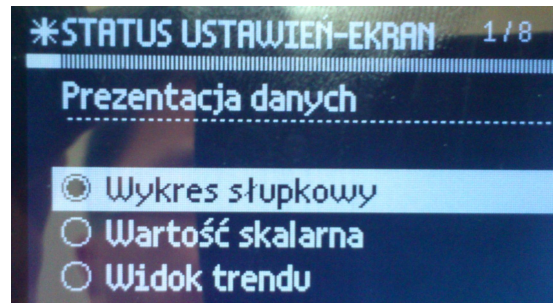 *STATUS USTAWIEŃ-EKRAN 1/8
Prezentacja danych
Wykres słupkowy
Wartość skalarna
Widok trendu